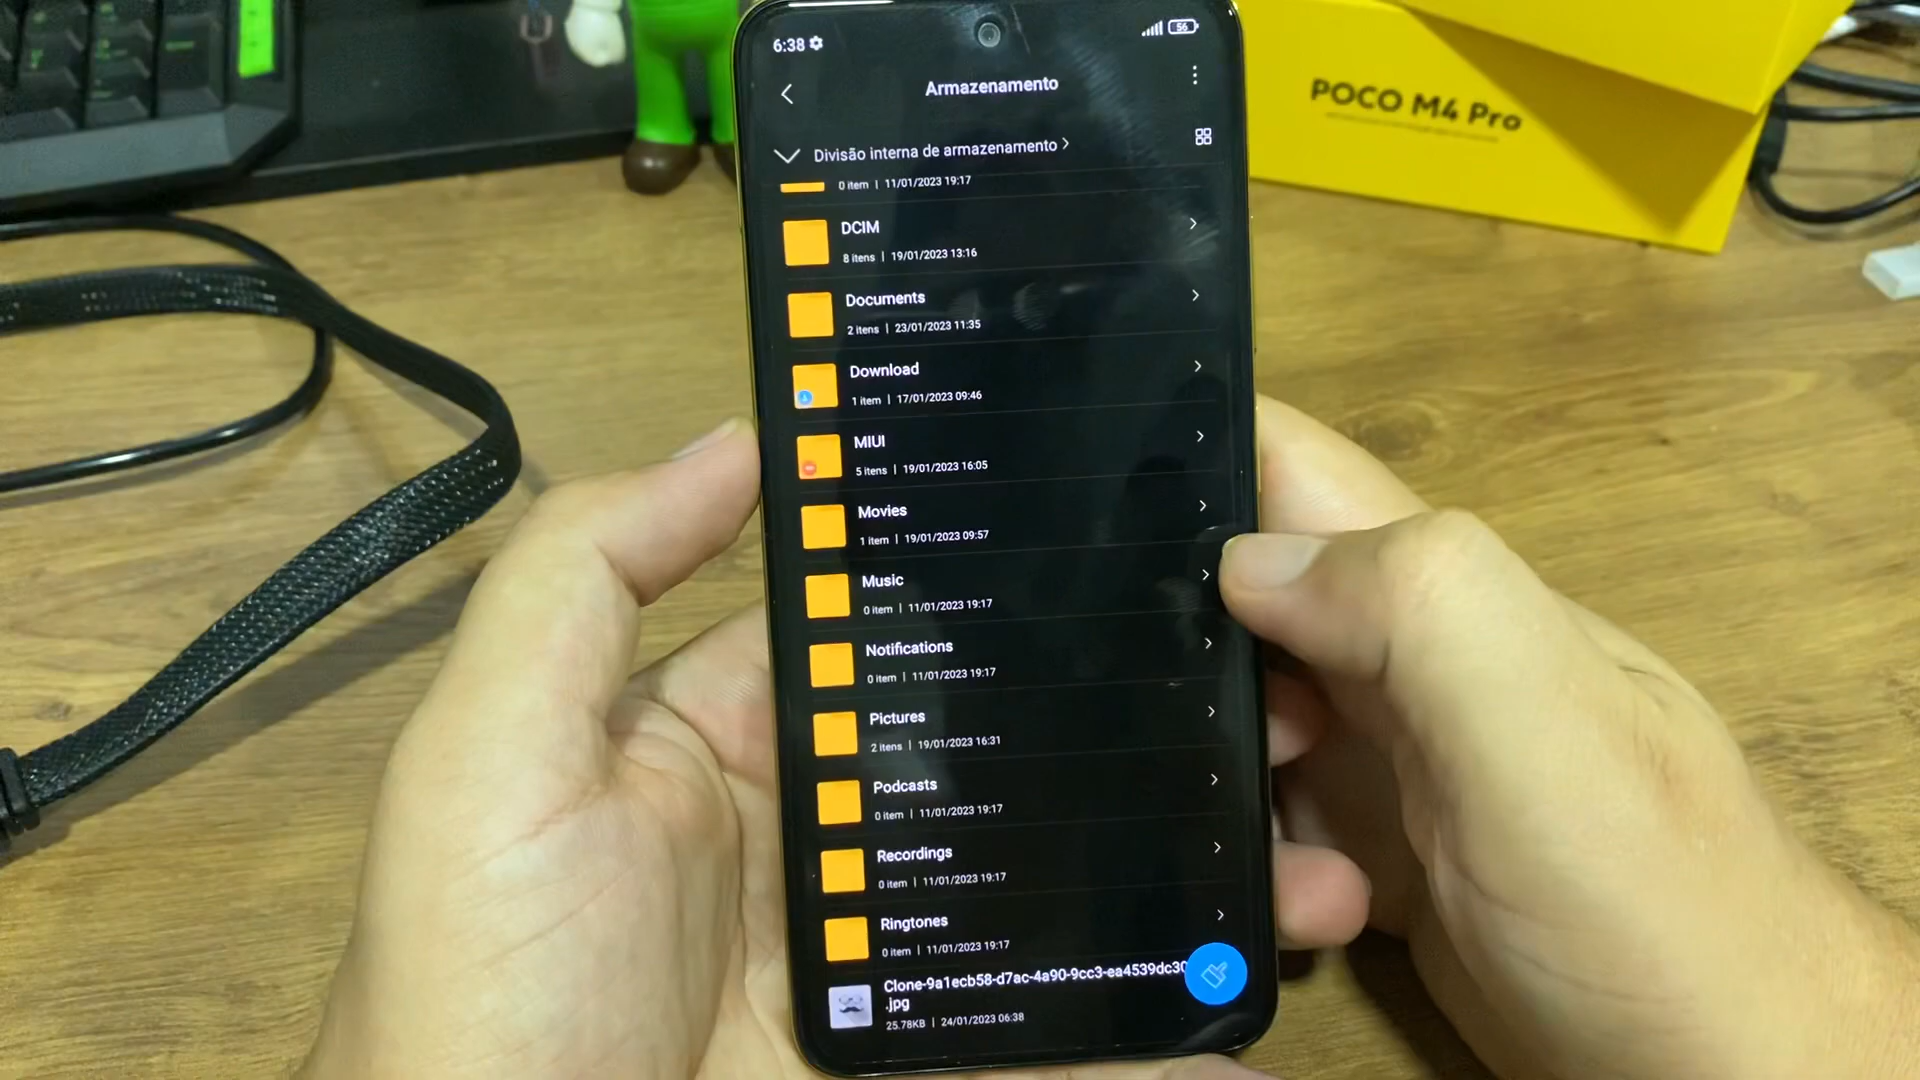 6:38
56
Armazenamento
Divisão interna de armazenamento
0 item | 11/01/2023 19:17
DCIM
8 itens | 19/01/2023 13:16
Documents
2 itens | 23/01/2023 11:35
Download
1 item | 17/01/2023 09:46
MIUI
5 itens | 19/01/2023 16:05
Movies
1 item | 19/01/2023 09:57
Music
0 item | 11/01/2023 19:17
Notifications
0 item | 11/01/2023 19:17
Pictures
2 itens | 19/01/2023 16:31
Podcasts
0 item | 11/01/2023 19:17
Recordings
0 item | 11/01/2023 19:17
Ringtones
0 item | 11/01/2023 19:17
Clone-9a1ecb58-d7ac-4a90-9cc3-ea4539dc30
.jpg
25.78KB | 24/01/2023 06:38
POCO M4 Pro